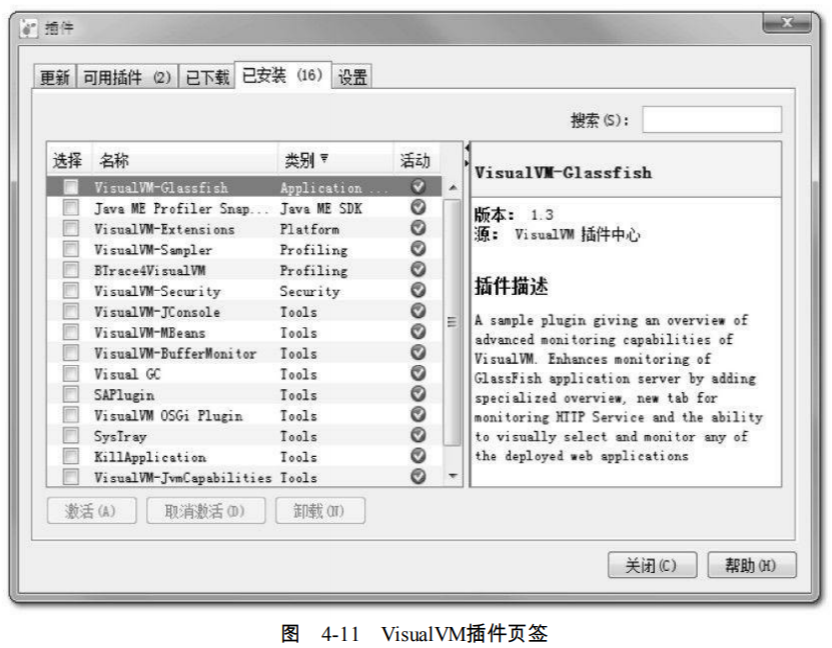 插件
更新 可用插件 (2) 已下载 已安装 (16) 设置
搜索(S):
选择 名称 类别 活动
VisualVM-Glassfish Application ...
Java ME Profiler Snap... Java ME SDK
VisualVM-Extensions Platform
VisualVM-Sampler Profiling
BTrace4VisualVM Profiling
VisualVM-Security Security
VisualVM-JConsole Tools
VisualVM-MBeans Tools
VisualVM-BufferMonitor Tools
Visual GC Tools
SAPlugin Tools
VisualVM OSGi Plugin Tools
SysTray Tools
KillApplication Tools
VisualVM-JvmCapabilities Tools
VisualVM-Glassfish
版本: 1.3
源: VisualVM 插件中心
插件描述
A sample plugin giving an overview of
advanced monitoring capabilities of
VisualVM. Enhances monitoring of
GlassFish application server by adding
specialized overview, new tab for
monitoring HTTP Service and the ability
to visually select and monitor any of
the deployed web applications
激活(A) 取消激活(D) 卸载(U)
关闭(C) 帮助(H)
图 4-11 VisualVM插件页签